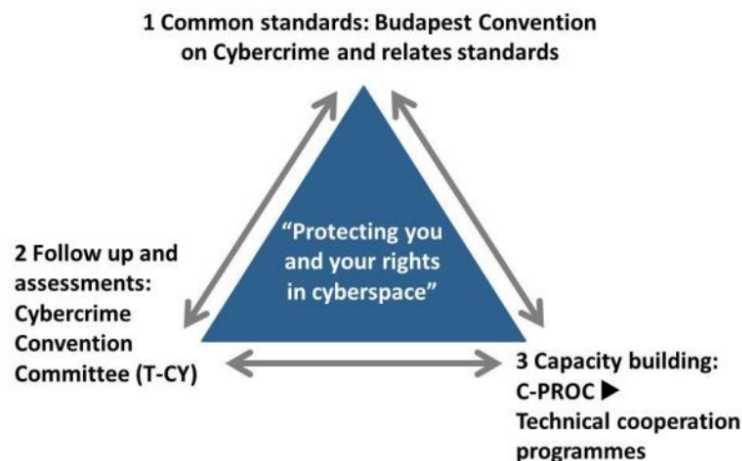 1 Common standards: Budapest Convention
on Cybercrime and relates standards
“Protecting you
and your rights
in cyberspace”
2 Follow up and
assessments:
Cybercrime
Convention
Committee (T-CY)
3 Capacity building:
C-PROC ▶
Technical cooperation
programmes